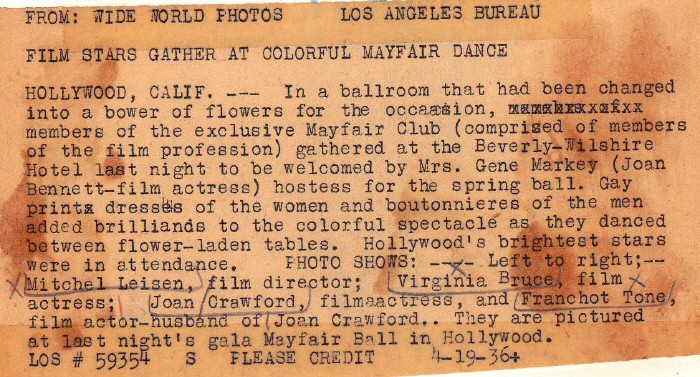 FROM: WIDE WORLD PHOTOS LOS ANGELES BUREAU
FILM STARS GATHER AT COLORFUL MAYFAIR DANCE
HOLLYWOOD, CALIF. --- In a ballroom that had been changed
into a bower of flowers for the occasion,
members of the exclusive Mayfair Club (comprised of members
of the film profession) gathered at the Beverly-Wilshire
Hotel last night to be welcomed by Mrs. Gene Markey (Joan
Bennett-film actress) hostess for the spring ball. Gay
print dresses of the women and boutonnieres of the men
added brilliands to the colorful spectacle as they danced
between flower-laden tables. Hollywood's brightest stars
were in attendance. PHOTO SHOWS: ---- Left to right;--
Mitchel Leisen, film director; Virginia Bruce, film
actress; Joan Crawford, filmaactress, and Franchot Tone,
film actor-husband of Joan Crawford.. They are pictured
at last night's gala Mayfair Ball in Hollywood.
LOS # 59354 S PLEASE CREDIT 4-19-36+